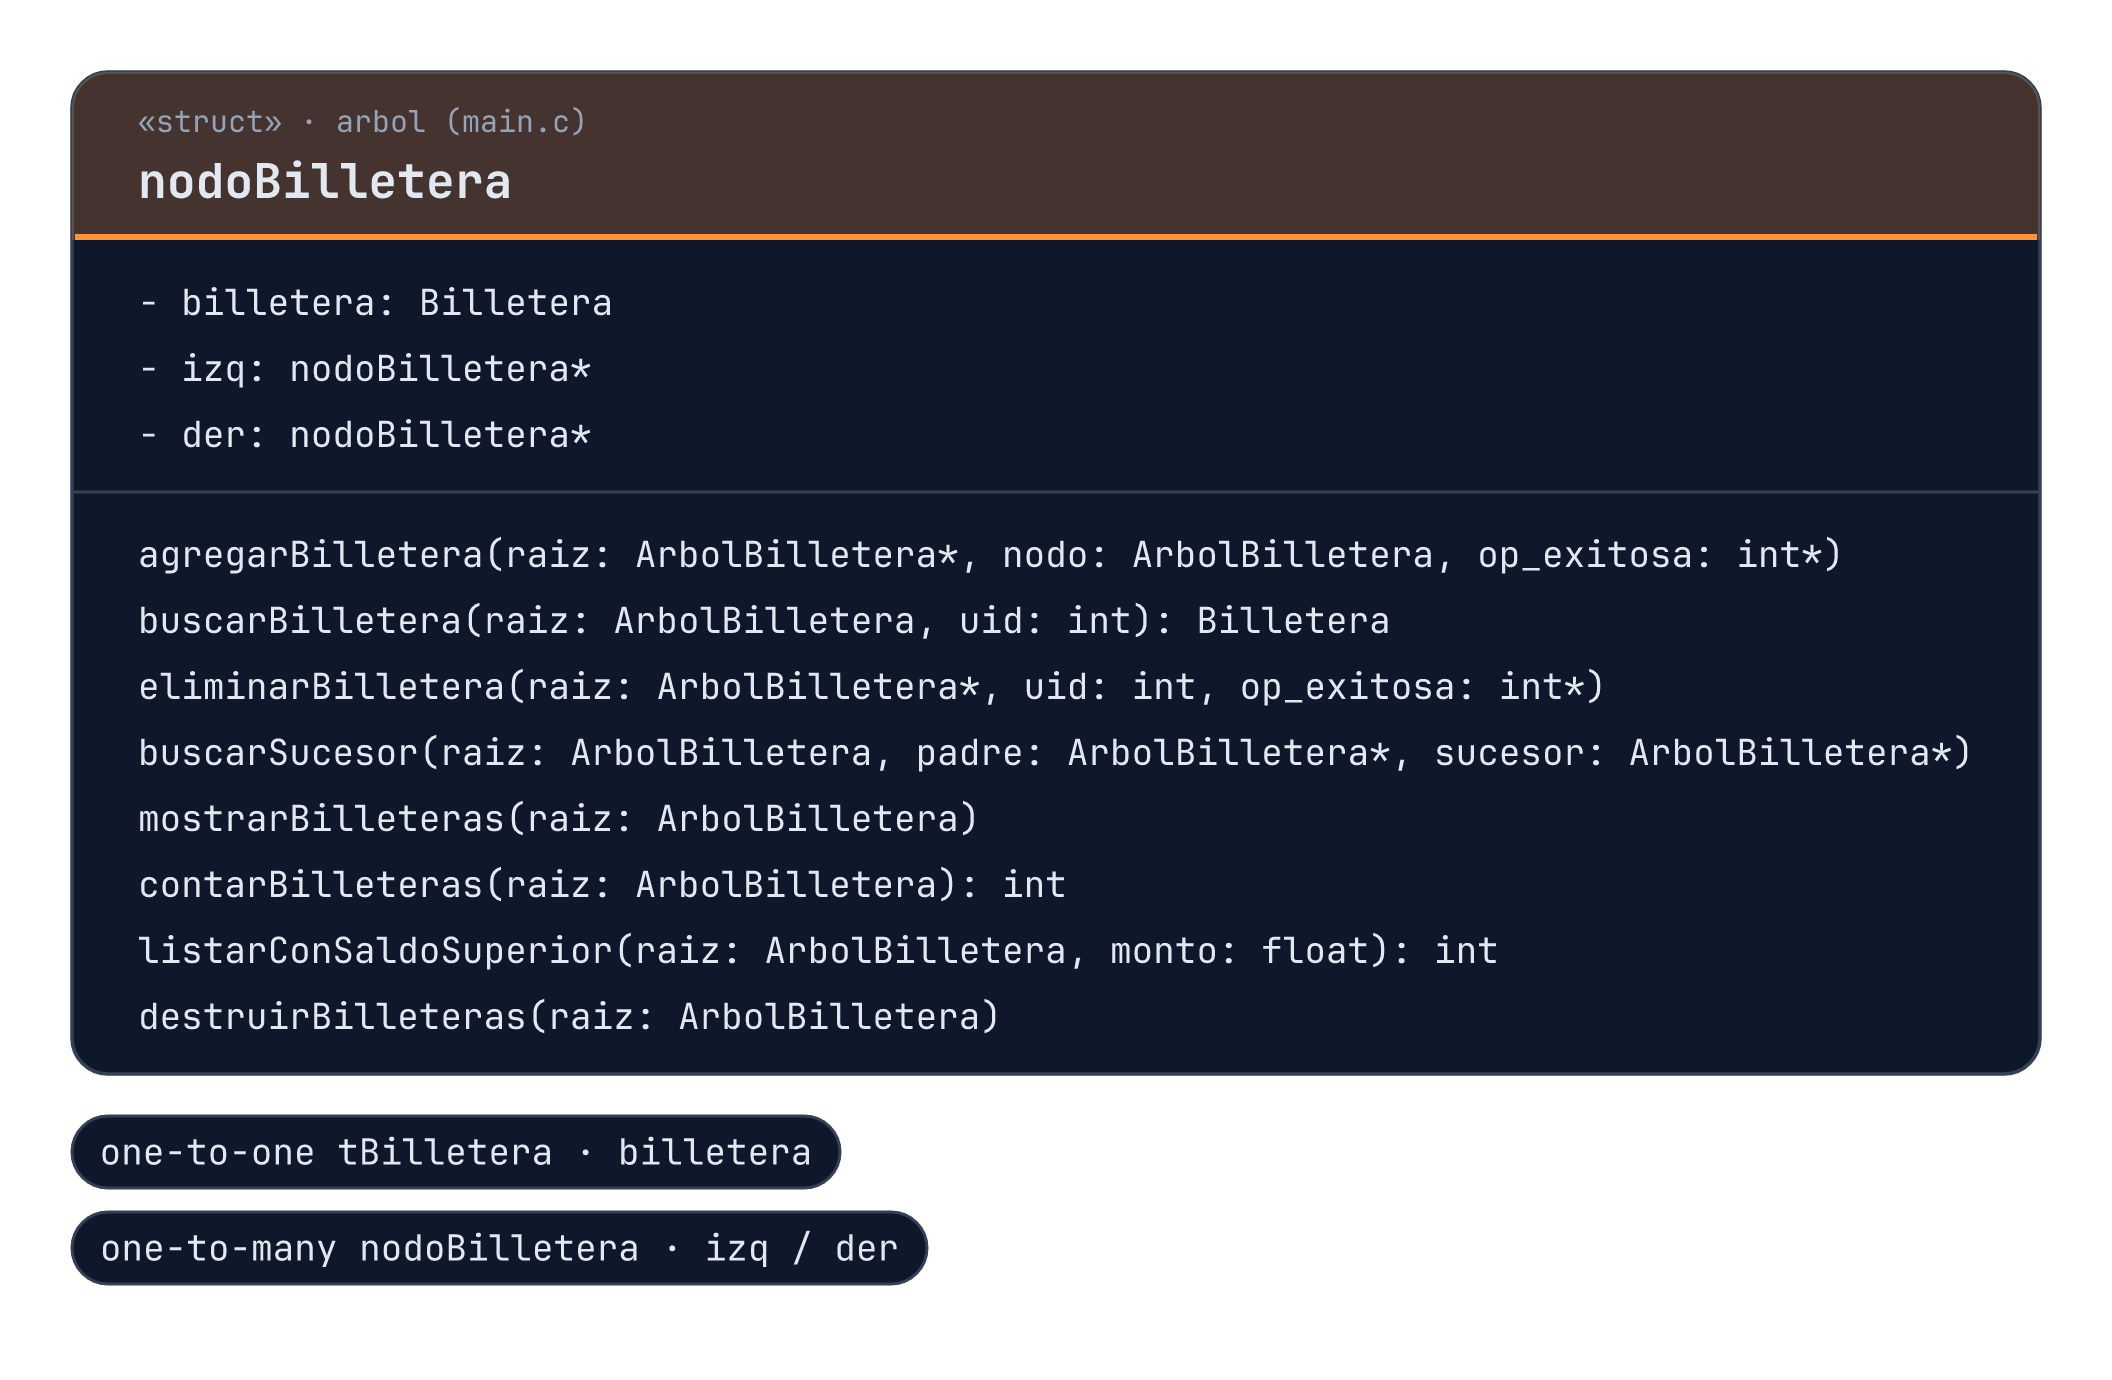 «struct» · arbol (main.c)
nodoBilletera
- billetera: Billetera
- izq: nodoBilletera*
- der: nodoBilletera*
agregarBilletera(raiz: ArbolBilletera*, nodo: ArbolBilletera, op_exitosa: int*)
buscarBilletera(raiz: ArbolBilletera, uid: int): Billetera
eliminarBilletera(raiz: ArbolBilletera*, uid: int, op_exitosa: int*)
buscarSucesor(raiz: ArbolBilletera, padre: ArbolBilletera*, sucesor: ArbolBilletera*)
mostrarBilleteras(raiz: ArbolBilletera)
contarBilleteras(raiz: ArbolBilletera): int
listarConSaldoSuperior(raiz: ArbolBilletera, monto: float): int
destruirBilleteras(raiz: ArbolBilletera)
one-to-one tBilletera · billetera
one-to-many nodoBilletera · izq / der